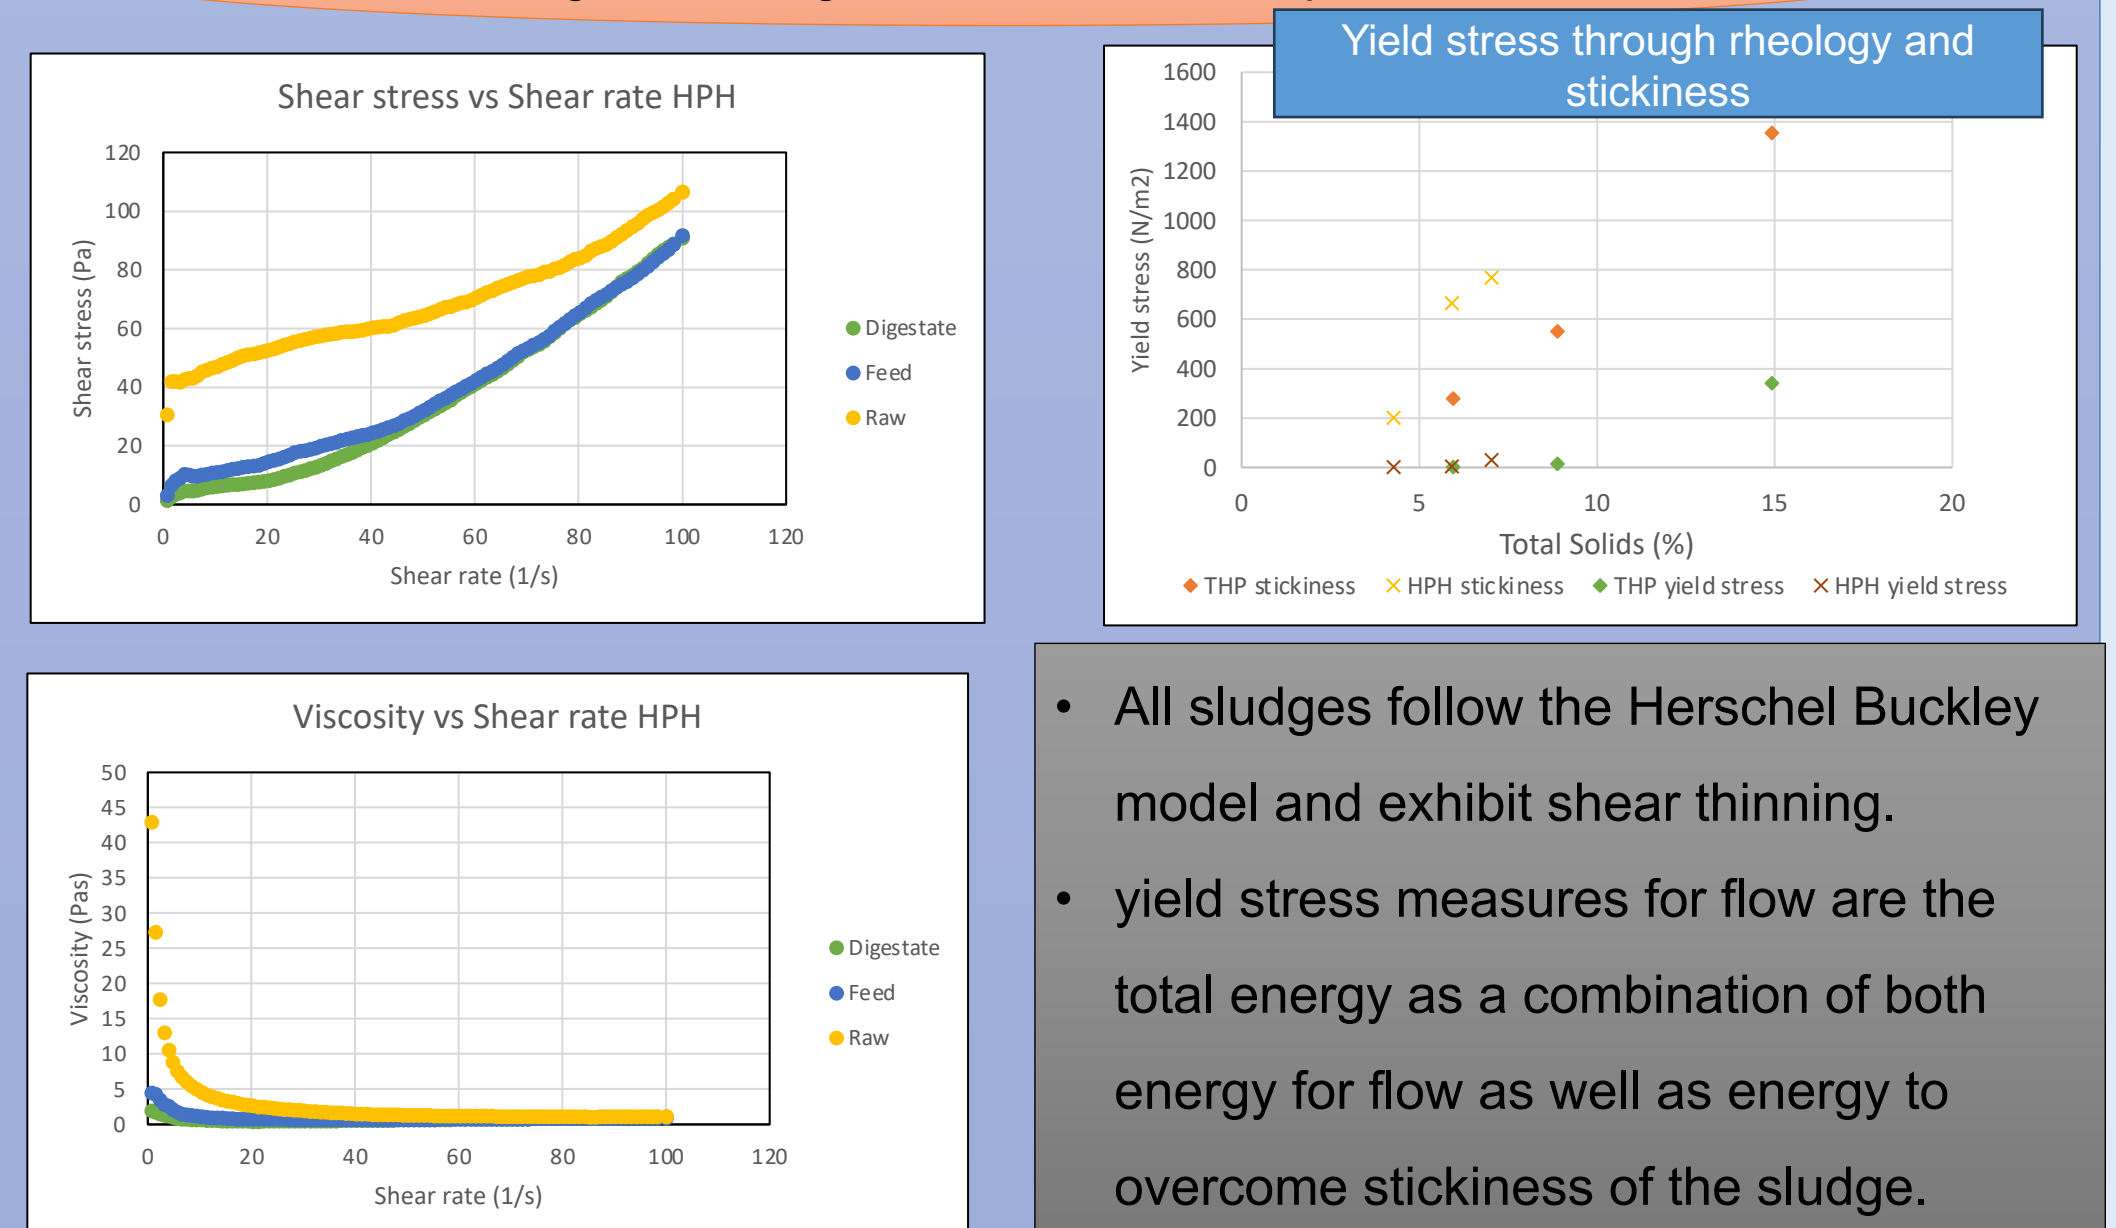 Yield stress through rheology and
stickiness
Shear stress vs Shear rate HPH
120
100
80
60
40
20
0
0 20 40 60 80 100 120
Shear stress (Pa)
Shear rate (1/s)
Digestate
Feed
Raw
1600
1400
1200
1000
800
600
400
200
0
0 5 10 15 20
Yield stress (N/m2)
Total Solids (%)
THP stickiness HPH stickiness THP yield stress HPH yield stress
Viscosity vs Shear rate HPH
50
45
40
35
30
25
20
15
10
5
0
0 20 40 60 80 100 120
Viscosity (Pas)
Shear rate (1/s)
Digestate
Feed
Raw
• All sludges follow the Herschel Buckley
model and exhibit shear thinning.
• yield stress measures for flow are the
total energy as a combination of both
energy for flow as well as energy to
overcome stickiness of the sludge.